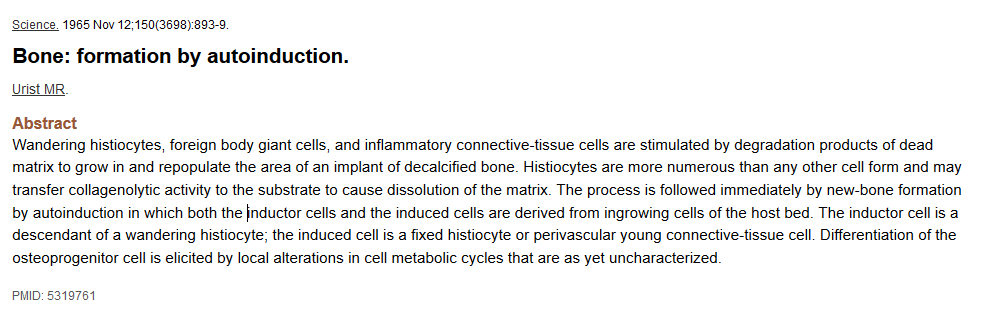 Science. 1965 Nov 12;150(3698):893-9.
Bone: formation by autoinduction.
Urist MR.
Abstract
Wandering histiocytes, foreign body giant cells, and inflammatory connective-tissue cells are stimulated by degradation products of dead
matrix to grow in and repopulate the area of an implant of decalcified bone. Histiocytes are more numerous than any other cell form and may
transfer collagenolytic activity to the substrate to cause dissolution of the matrix. The process is followed immediately by new-bone formation
by autoinduction in which both the inductor cells and the induced cells are derived from ingrowing cells of the host bed. The inductor cell is a
descendant of a wandering histiocyte; the induced cell is a fixed histiocyte or perivascular young connective-tissue cell. Differentiation of the
osteoprogenitor cell is elicited by local alterations in cell metabolic cycles that are as yet uncharacterized.
PMID: 5319761